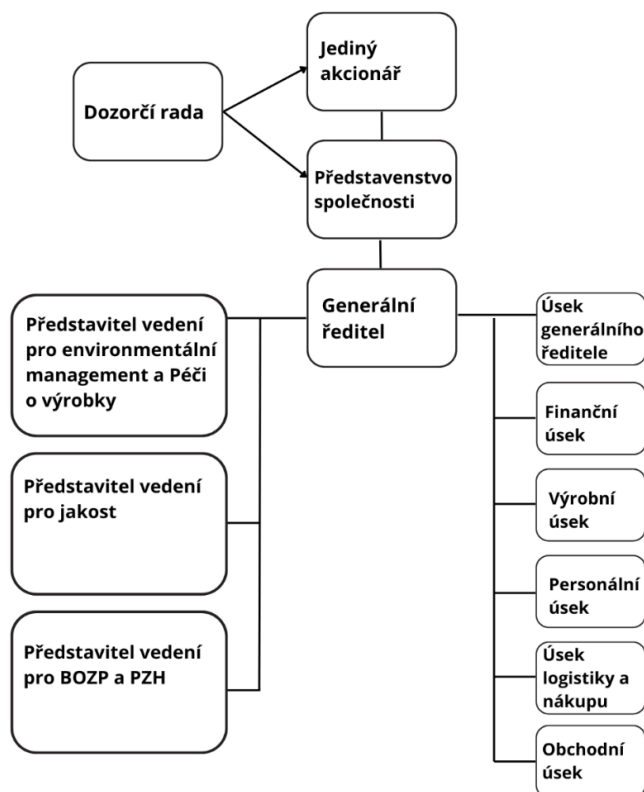 Jediný
akcionář
Dozorčí rada
Představenstvo
společnosti
Generální
ředitel
Představitel vedení
pro environmentální
management a Péči
o výrobky
Představitel vedení
pro jakost
Představitel vedení
pro BOZP a PZH
Úsek
generálního
ředitele
Finanční
úsek
Výrobní
úsek
Personální
úsek
Úsek
logistiky a
nákupu
Obchodní
úsek